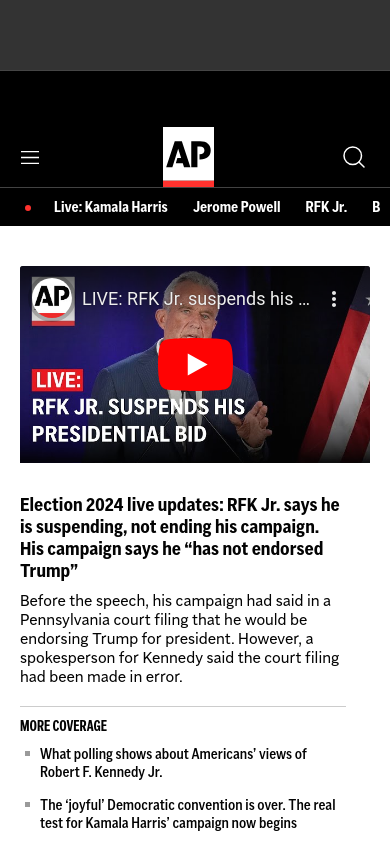 AP
Live: Kamala Harris Jerome Powell RFK Jr. B
AP LIVE: RFK Jr. suspends his ...
LIVE:
RFK JR. SUSPENDS HIS
PRESIDENTIAL BID
Election 2024 live updates: RFK Jr. says he
is suspending, not ending his campaign.
His campaign says he “has not endorsed
Trump”
Before the speech, his campaign had said in a
Pennsylvania court filing that he would be
endorsing Trump for president. However, a
spokesperson for Kennedy said the court filing
had been made in error.
MORE COVERAGE
What polling shows about Americans’ views of
Robert F. Kennedy Jr.
The ‘joyful’ Democratic convention is over. The real
test for Kamala Harris’ campaign now begins